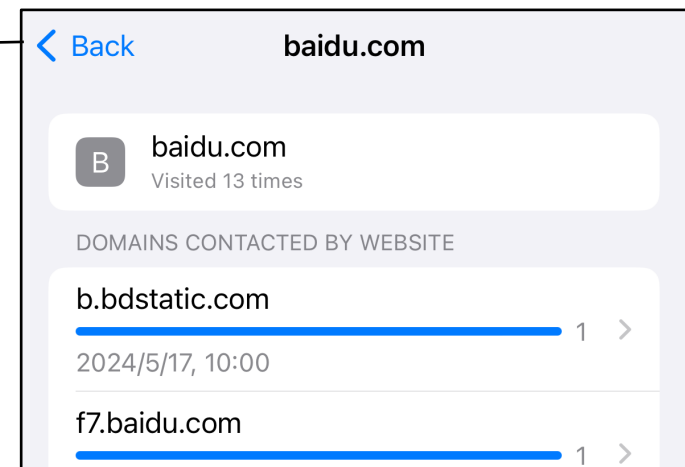 Back
baidu.com
B
baidu.com
Visited 13 times
DOMAINS CONTACTED BY WEBSITE
b.bdstatic.com
1
2024/5/17, 10:00
f7.baidu.com
1